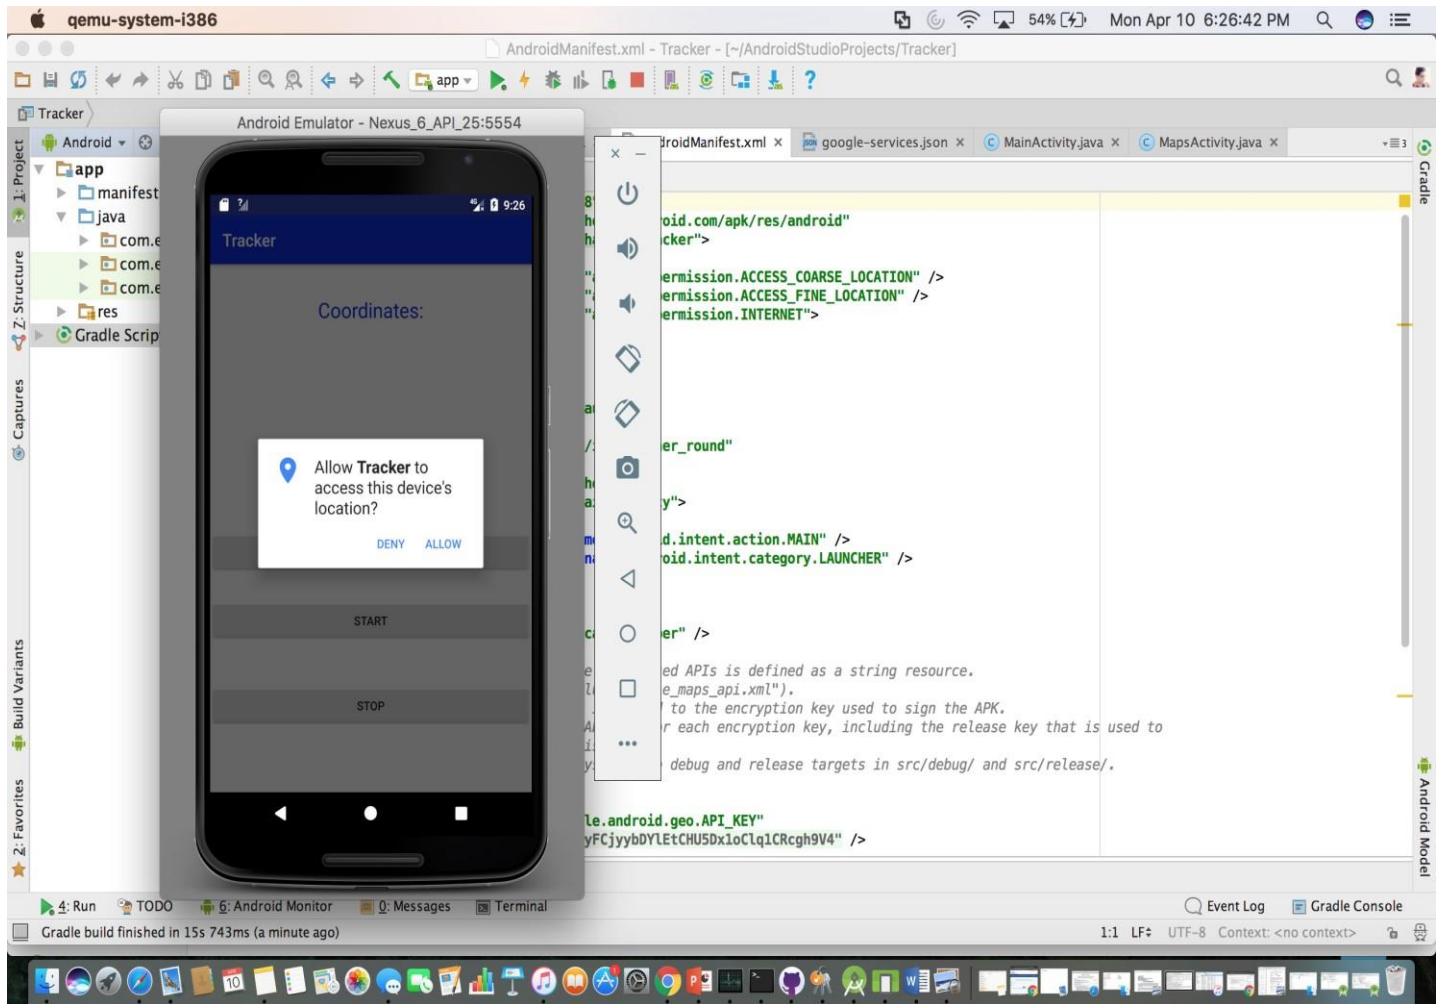 qemu-system-i386
54%
Mon Apr 10 6:26:42 PM
AndroidManifest.xml - Tracker - [~/AndroidStudioProjects/Tracker]
app
Tracker
Android Emulator - Nexus_6_API_25:5554
Android
droidManifest.xml ×
google-services.json ×
MainActivity.java ×
MapsActivity.java ×
1: Project
Z: Structure
Captures
Build Variants
2: Favorites
Gradle
Android Model
app
manifest
java
com.e
com.e
com.e
res
Gradle Scrip
9:26
Tracker
Coordinates:
Allow Tracker to
access this device's
location?
DENY ALLOW
START
STOP
oid.com/apk/res/android"
cker">
ermission.ACCESS_COARSE_LOCATION" />
ermission.ACCESS_FINE_LOCATION" />
ermission.INTERNET">
er_round"
y">
d.intent.action.MAIN" />
oid.intent.category.LAUNCHER" />
er" />
ed APIs is defined as a string resource.
e_maps_api.xml").
to the encryption key used to sign the APK.
r each encryption key, including the release key that is used to
debug and release targets in src/debug/ and src/release/.
le.android.geo.API_KEY"
yFCjyybDYlEtCHU5Dx1oClq1CRcgh9V4" />
4: Run
TODO
6: Android Monitor
0: Messages
Terminal
Event Log
Gradle Console
Gradle build finished in 15s 743ms (a minute ago)
1:1 LF UTF-8 Context: <no context>